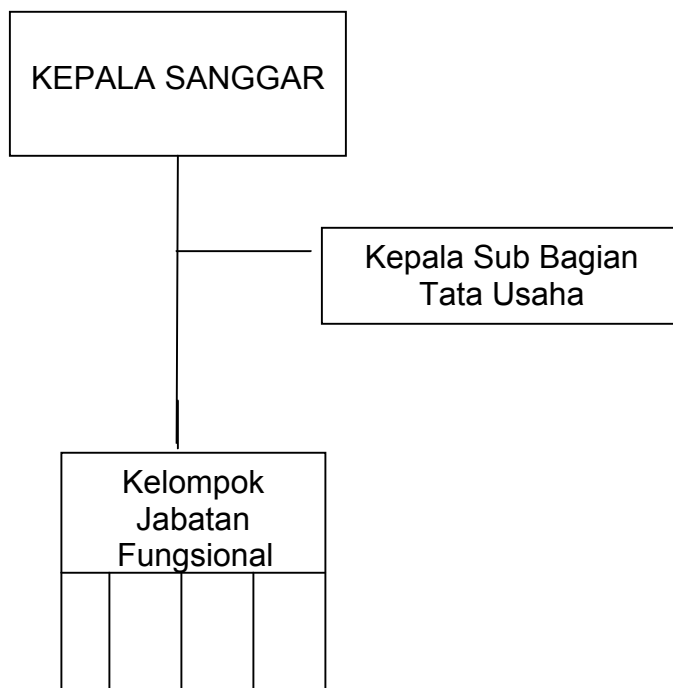 KEPALA SANGGAR
Kepala Sub Bagian
Tata Usaha
Kelompok
Jabatan
Fungsional